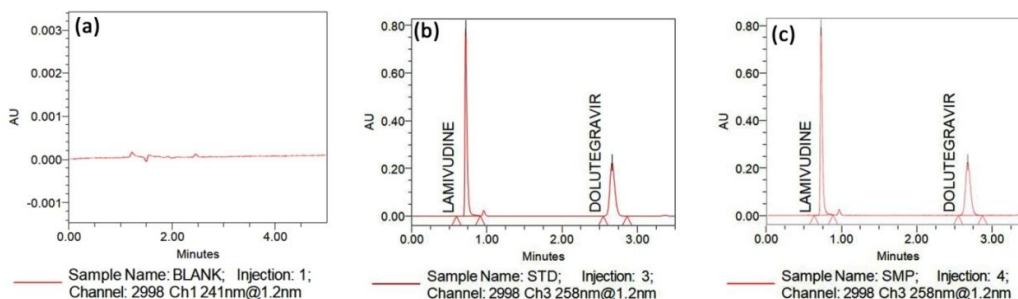 (a)
0.003
0.002
0.001
0.000
-0.001
AU
0.00
2.00
4.00
Minutes
Sample Name: BLANK; Injection: 1;
Channel: 2998 Ch1 241nm@1.2nm
(b)
0.80
0.60
0.40
0.20
0.00
AU
LAMIVUDINE
DOLUTEGRAVIR
0.00
1.00
2.00
3.00
Minutes
Sample Name: STD; Injection: 3;
Channel: 2998 Ch3 258nm@1.2nm
(c)
0.80
0.60
0.40
0.20
0.00
AU
LAMIVUDINE
DOLUTEGRAVIR
0.00
1.00
2.00
3.00
Minutes
Sample Name: SMP; Injection: 4;
Channel: 2998 Ch3 258nm@1.2nm